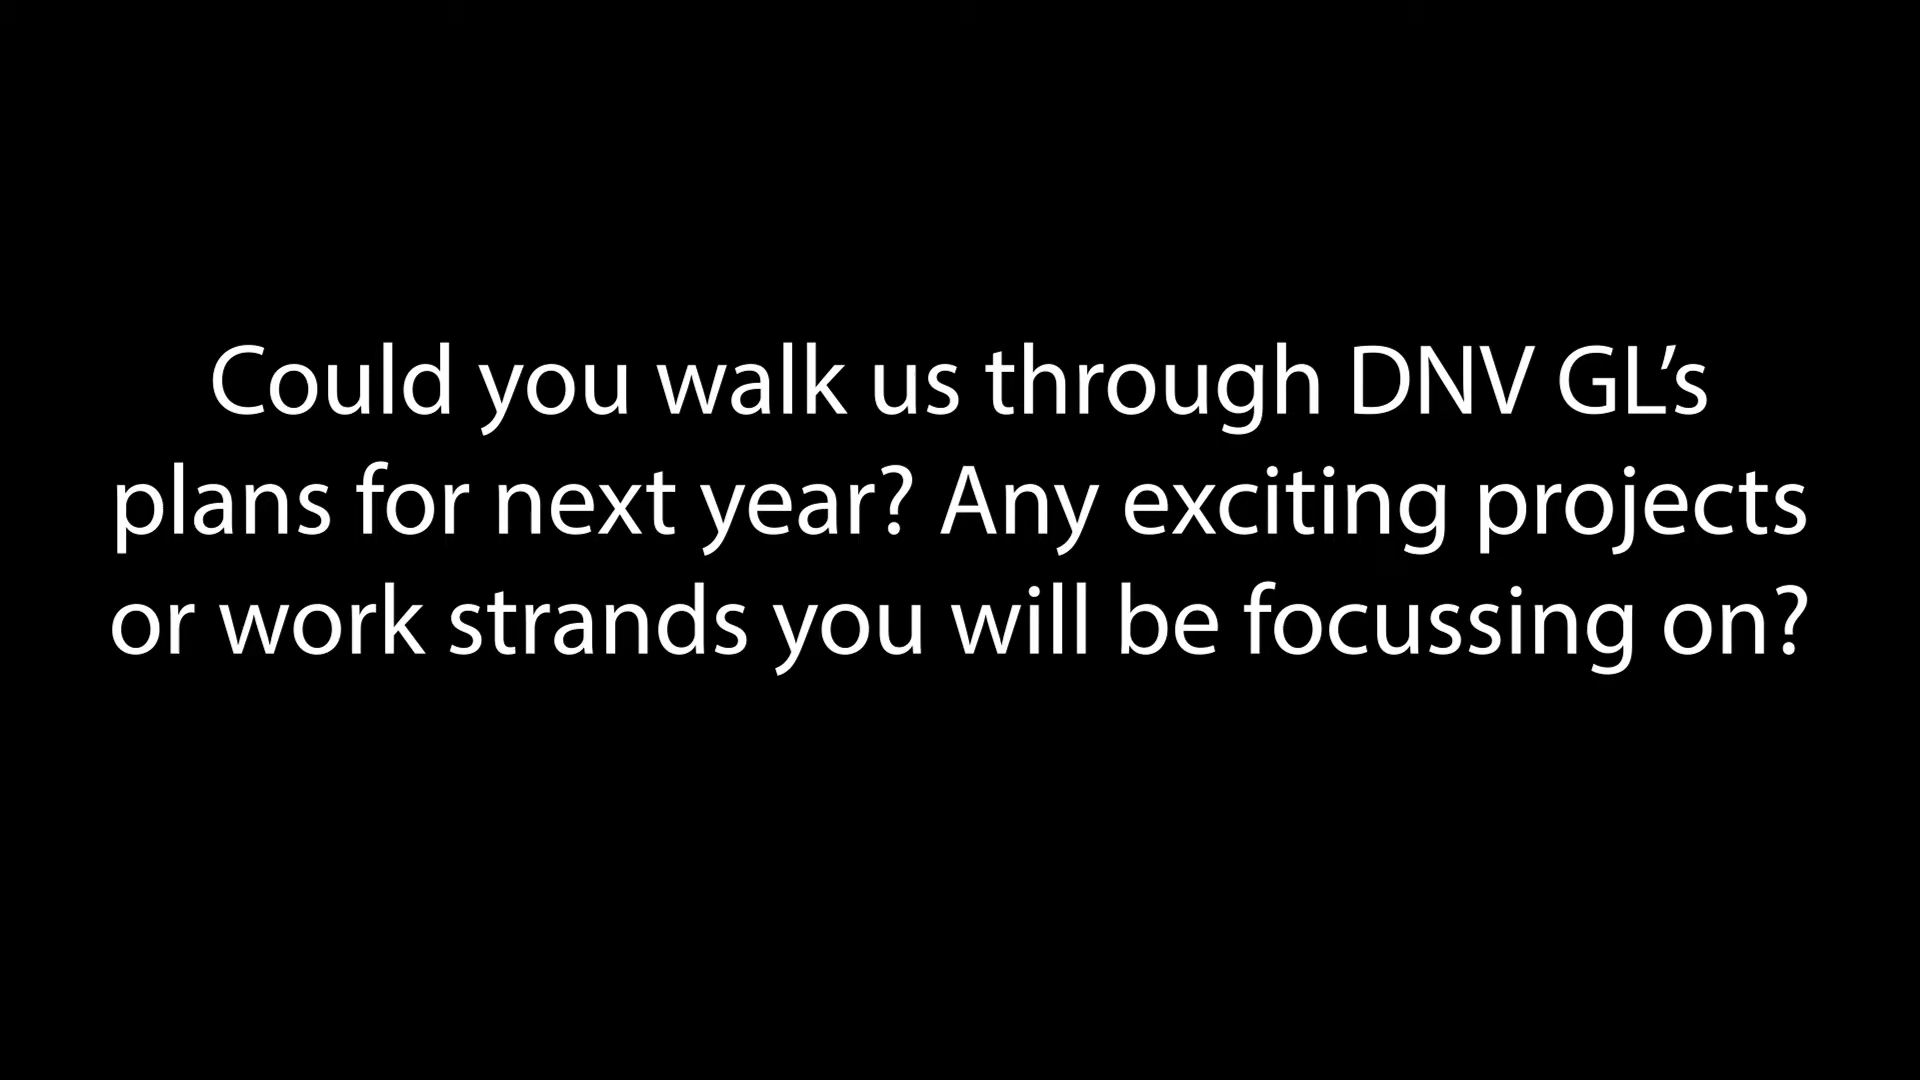 Could you walk us through DNV GL’s
plans for next year? Any exciting projects
or work strands you will be focussing on?